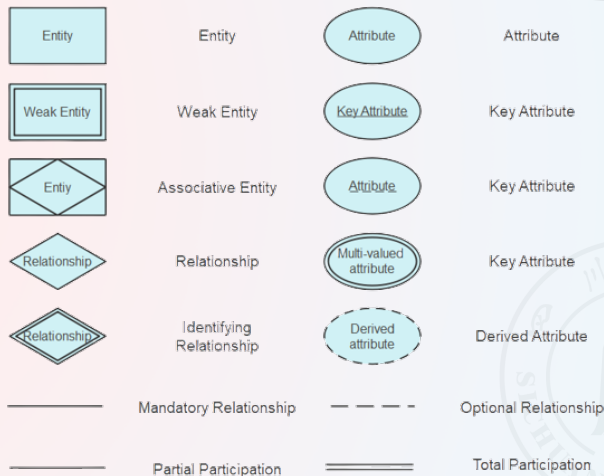 Entity Entity Attribute Attribute
Weak Entity Weak Entity Key Attribute Key Attribute
Entiy Associative Entity Attribute Key Attribute
Relationship Relationship Multi-valued attribute Key Attribute
Relationship Identifying Relationship Derived attribute Derived Attribute
Mandatory Relationship Optional Relationship
Partial Participation Total Participation